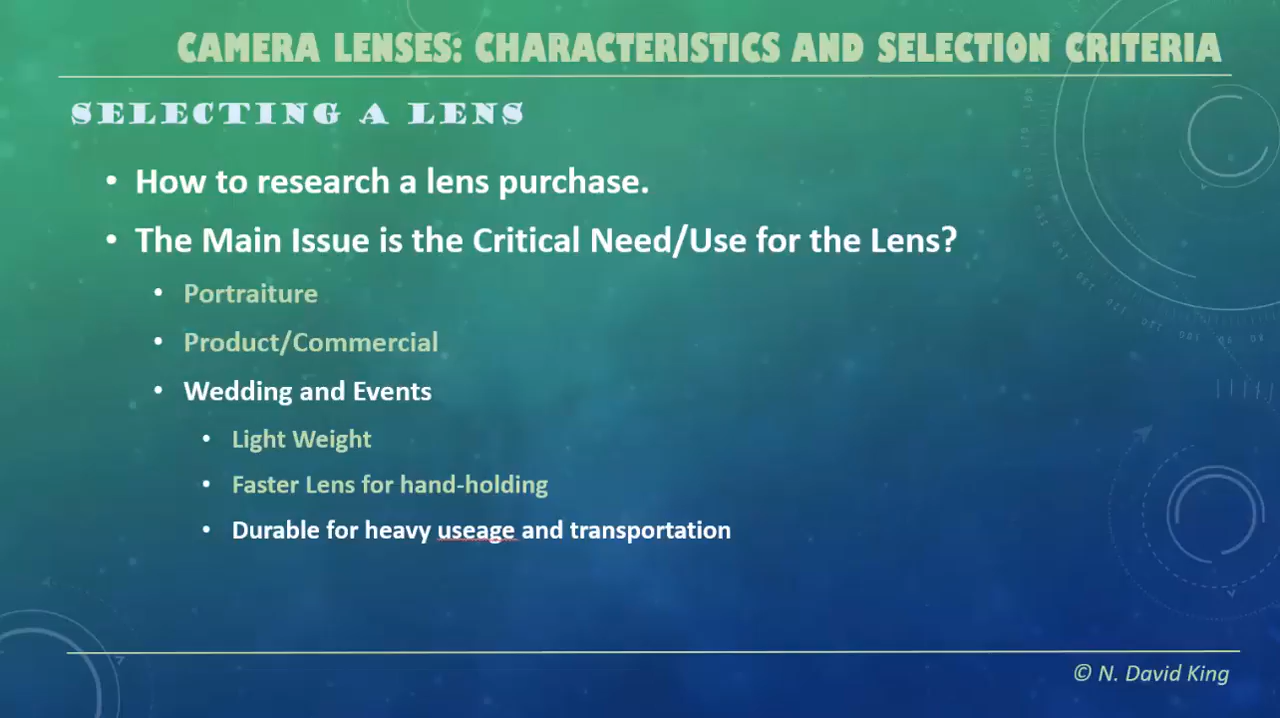 CAMERA LENSES: CHARACTERISTICS AND SELECTION CRITERIA
SELECTING A LENS
• How to research a lens purchase.
• The Main Issue is the Critical Need/Use for the Lens?
• Portraiture
• Product/Commercial
• Wedding and Events
• Light Weight
• Faster Lens for hand-holding
• Durable for heavy useage and transportation
© N. David King